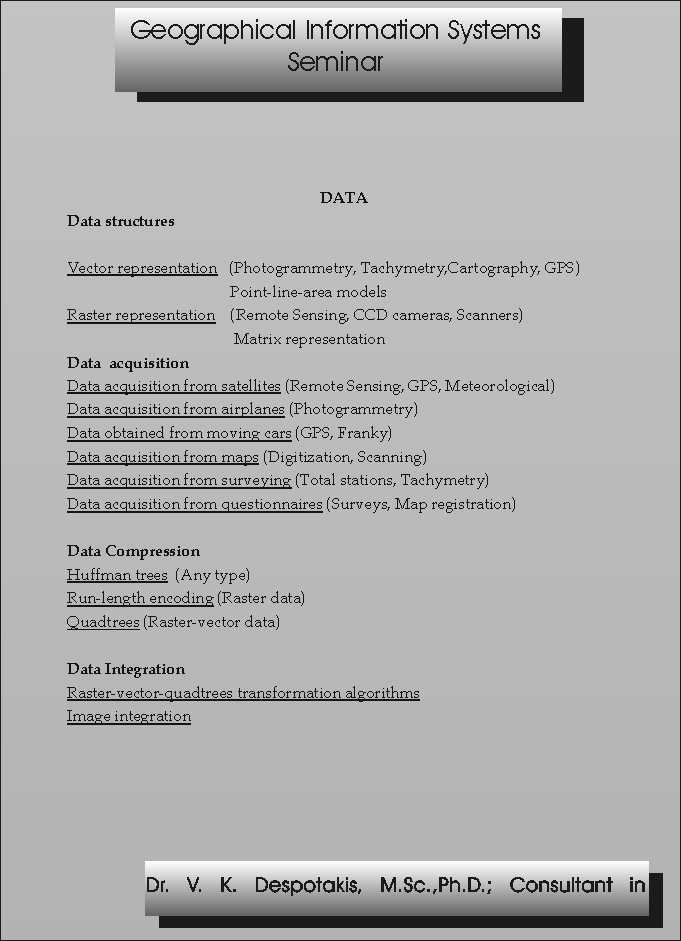 Geographical Information Systems
Seminar
DATA
Data structures
Vector representation (Photogrammetry, Tachymetry,Cartography, GPS)
Point-line-area models
Raster representation (Remote Sensing, CCD cameras, Scanners)
Matrix representation
Data acquisition
Data acquisition from satellites (Remote Sensing, GPS, Meteorological)
Data acquisition from airplanes (Photogrammetry)
Data obtained from moving cars (GPS, Franky)
Data acquisition from maps (Digitization, Scanning)
Data acquisition from surveying (Total stations, Tachymetry)
Data acquisition from questionnaires (Surveys, Map registration)
Data Compression
Huffman trees (Any type)
Run-length encoding (Raster data)
Quadtrees (Raster-vector data)
Data Integration
Raster-vector-quadtrees transformation algorithms
Image integration
Dr. V. K. Despotakis, M.Sc.,Ph.D.; Consultant in